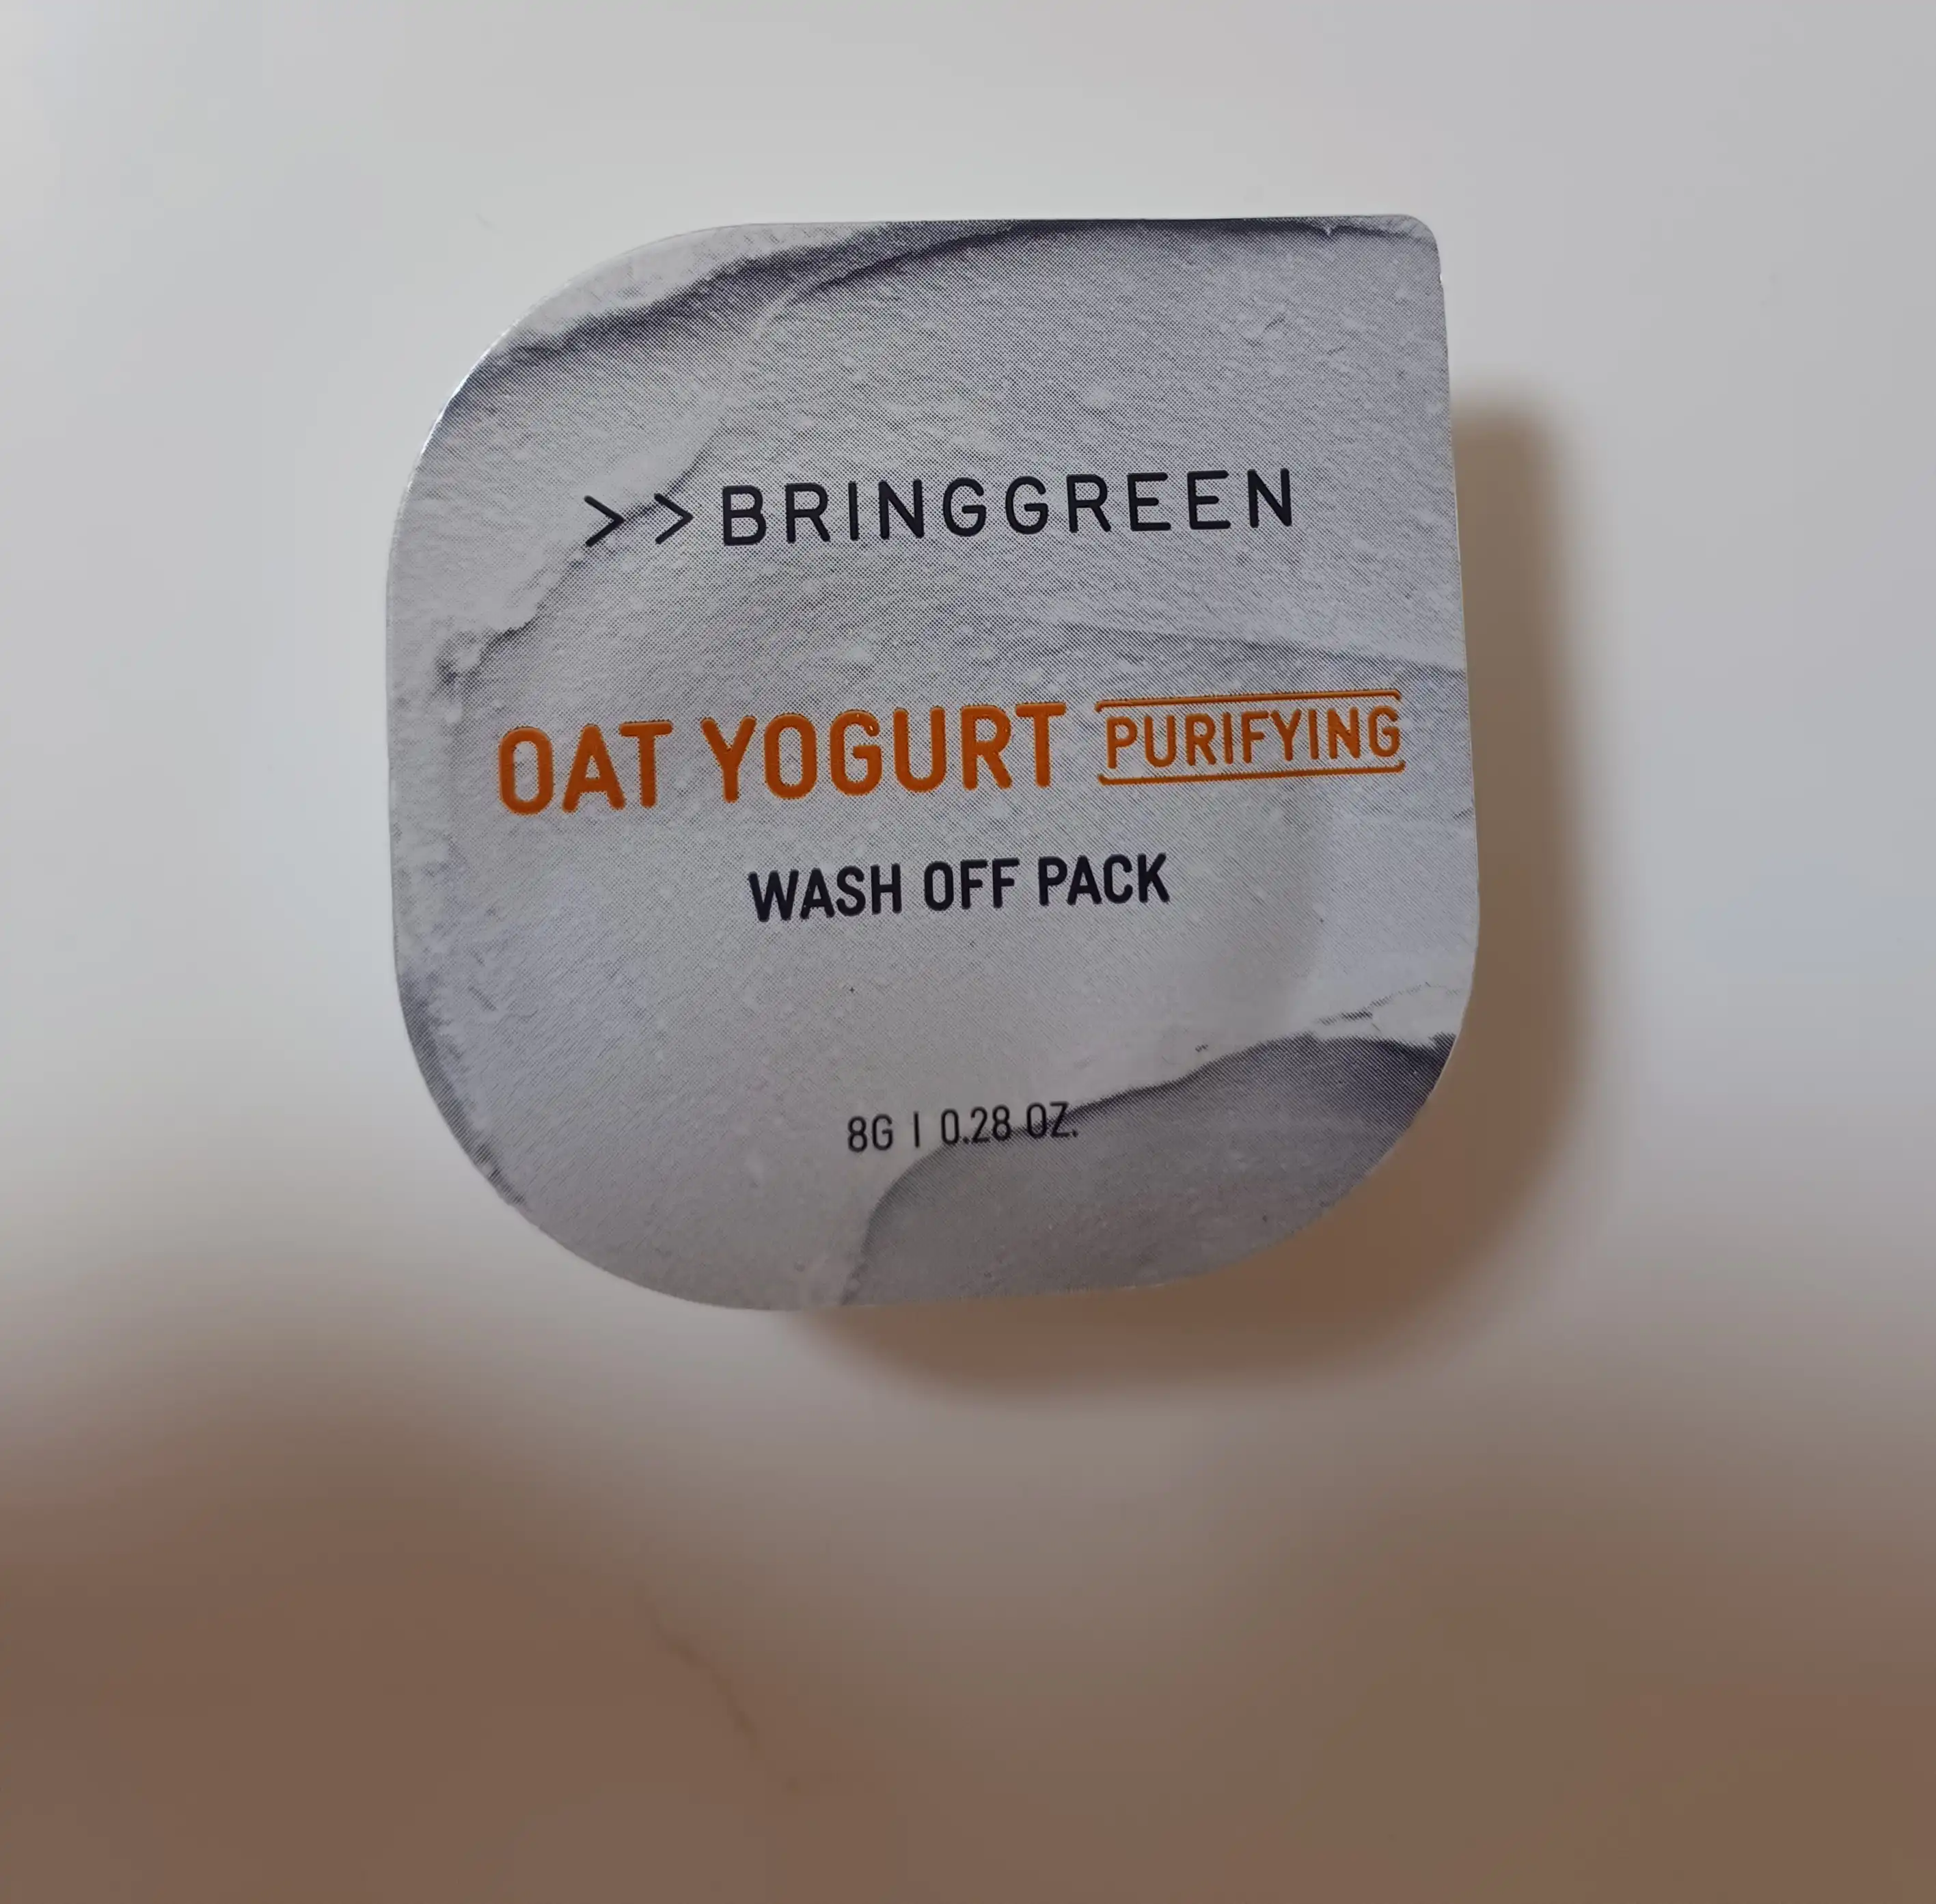 >> BRINGGREEN
OAT YOGURT PURIFYING
WASH OFF PACK
8G | 0.28 OZ.